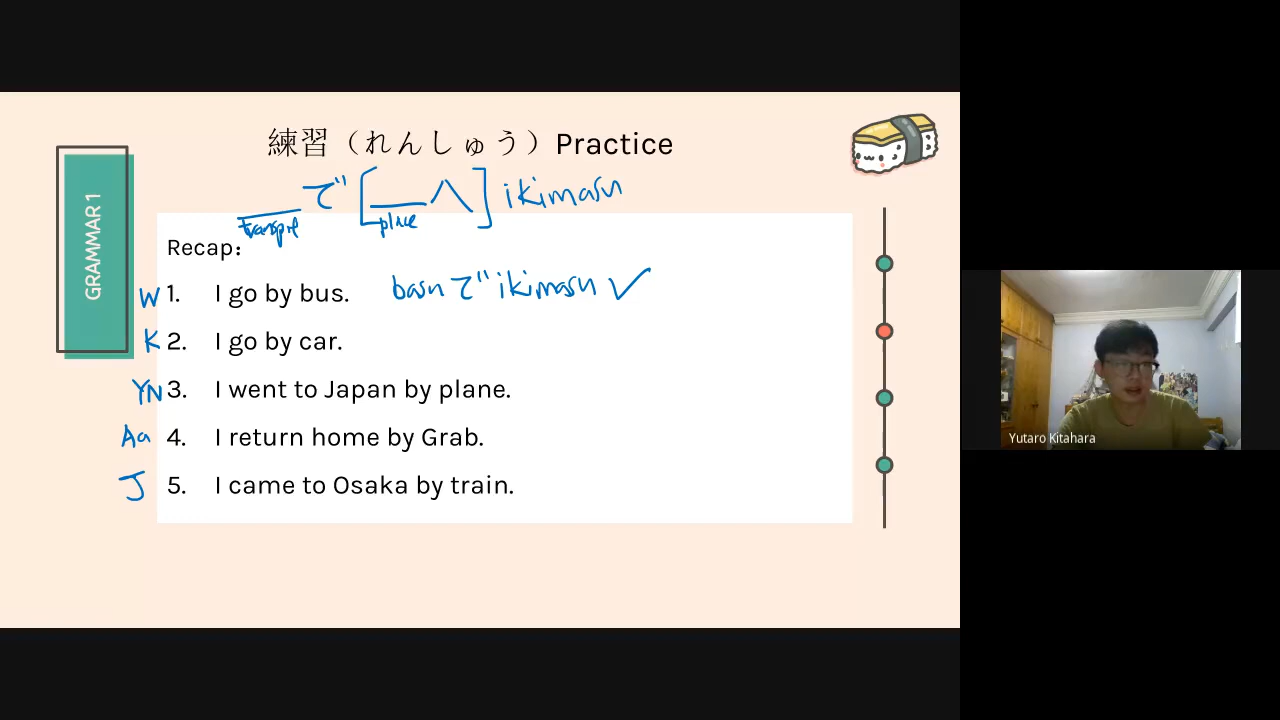 練習（れんしゅう）Practice
で [ へ] ikimasu
place
GRAMMAR 1
Recap:
W 1. I go by bus. basu で ikimasu ✓
K 2. I go by car.
YN 3. I went to Japan by plane.
Aa 4. I return home by Grab.
J 5. I came to Osaka by train.
Yutaro Kitahara